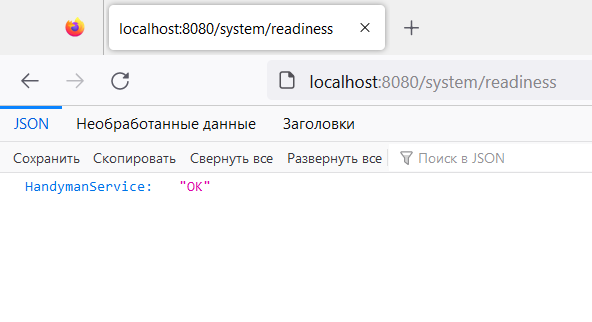 localhost:8080/system/readiness
localhost:8080/system/readiness
JSON Необработанные данные Заголовки
Сохранить Скопировать Свернуть все Развернуть все Поиск в JSON
HandymanService: "OK"